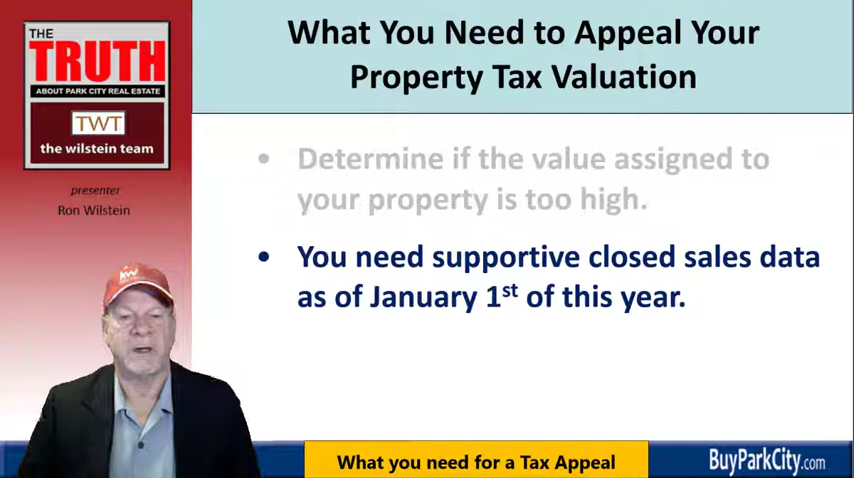 THE
TRUTH
ABOUT PARK CITY REAL ESTATE
TWT
the wilstein team
presenter
Ron Wilstein
What You Need to Appeal Your
Property Tax Valuation
• Determine if the value assigned to
your property is too high.
• You need supportive closed sales data
as of January 1st of this year.
kw
What you need for a Tax Appeal
BuyParkCity.com